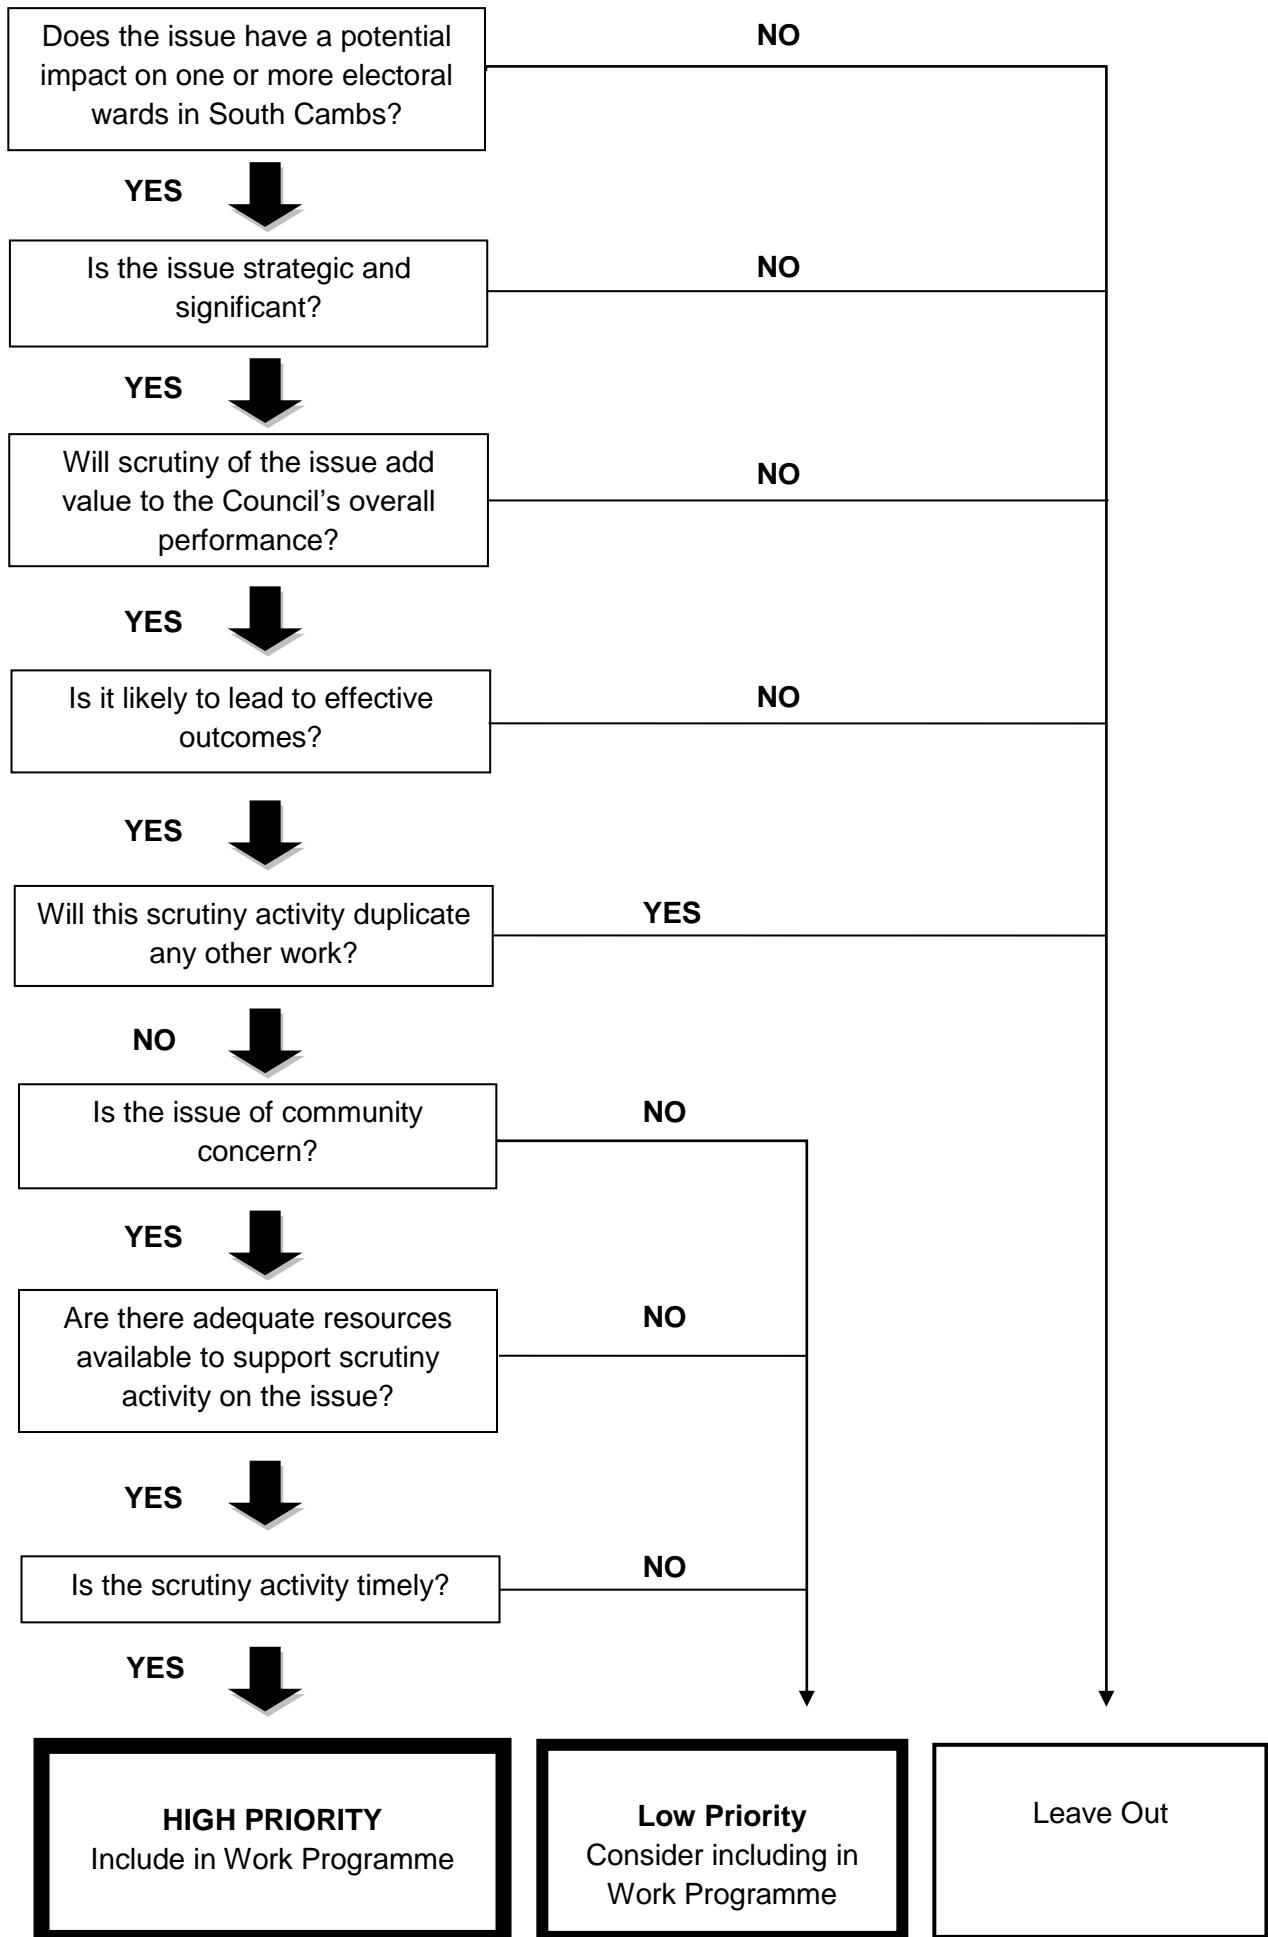 Does the issue have a potential
impact on one or more electoral
wards in South Cambs?
NO
YES
Is the issue strategic and
significant?
NO
YES
Will scrutiny of the issue add
value to the Council’s overall
performance?
NO
YES
Is it likely to lead to effective
outcomes?
NO
YES
Will this scrutiny activity duplicate
any other work?
YES
NO
Is the issue of community
concern?
NO
YES
Are there adequate resources
available to support scrutiny
activity on the issue?
NO
YES
Is the scrutiny activity timely?
NO
YES
HIGH PRIORITY
Include in Work Programme
Low Priority
Consider including in
Work Programme
Leave Out